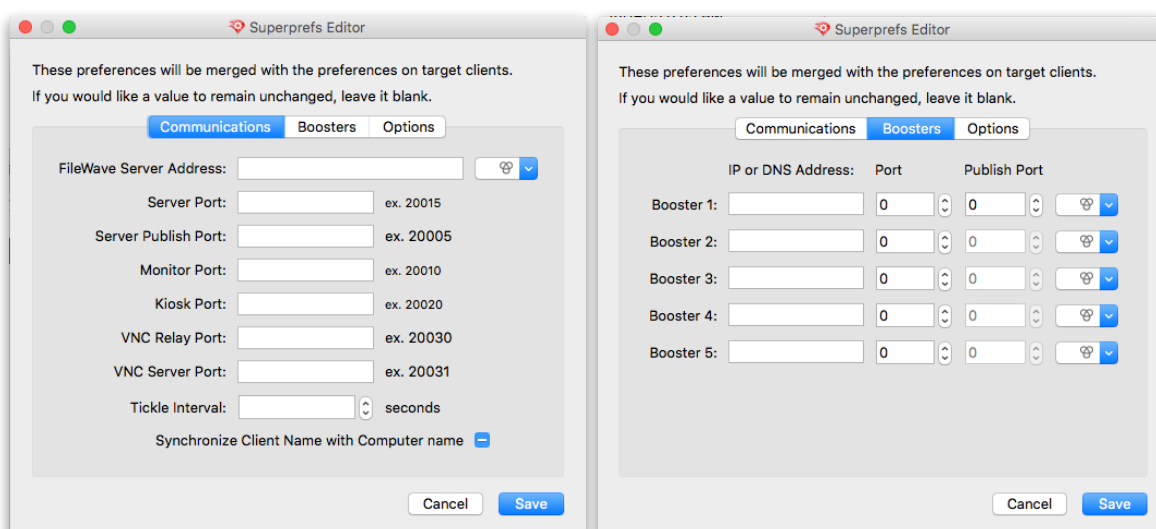 Superprefs Editor
These preferences will be merged with the preferences on target clients.
If you would like a value to remain unchanged, leave it blank.
Communications Boosters Options
FileWave Server Address:
Server Port: ex. 20015
Server Publish Port: ex. 20005
Monitor Port: ex. 20010
Kiosk Port: ex. 20020
VNC Relay Port: ex. 20030
VNC Server Port: ex. 20031
Tickle Interval: seconds
Synchronize Client Name with Computer name
Cancel Save
Superprefs Editor
These preferences will be merged with the preferences on target clients.
If you would like a value to remain unchanged, leave it blank.
Communications Boosters Options
IP or DNS Address: Port Publish Port
Booster 1: 0 0
Booster 2: 0 0
Booster 3: 0 0
Booster 4: 0 0
Booster 5: 0 0
Cancel Save